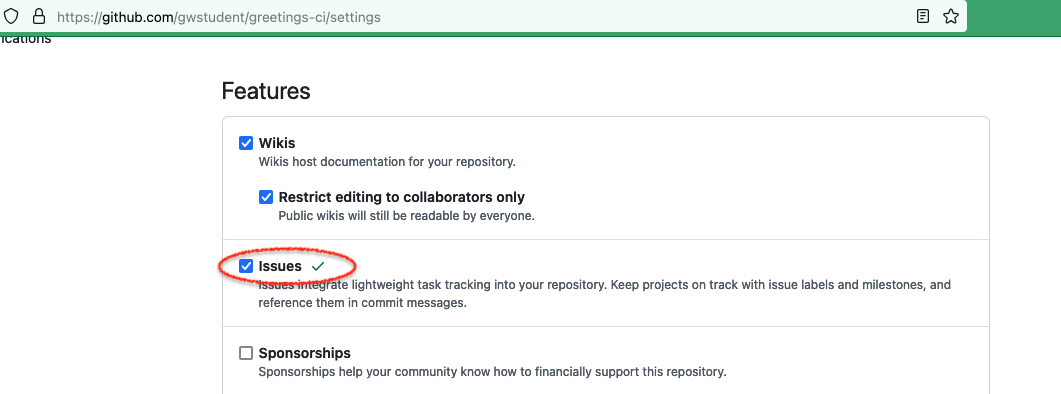 https://github.com/gwstudent/greetings-ci/settings
ications
Features
Wikis
Wikis host documentation for your repository.
Restrict editing to collaborators only
Public wikis will still be readable by everyone.
Issues
Issues integrate lightweight task tracking into your repository. Keep projects on track with issue labels and milestones, and
reference them in commit messages.
Sponsorships
Sponsorships help your community know how to financially support this repository.